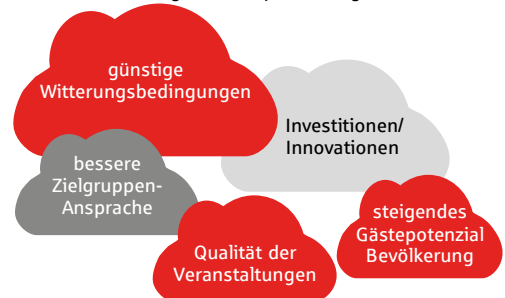 günstige
Witterungsbedingungen
Investitionen/
Innovationen
bessere
Zielgruppen-
Ansprache
steigendes
Gästepotenzial
Bevölkerung
Qualität der
Veranstaltungen